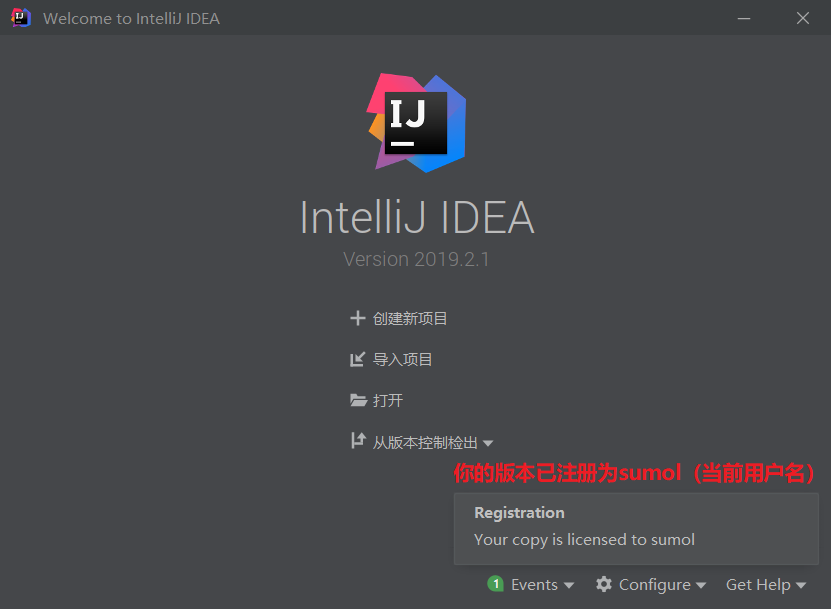 Welcome to IntelliJ IDEA
IJ
IntelliJ IDEA
Version 2019.2.1
创建新项目
导入项目
打开
从版本控制检出
你的版本已注册为sumol（当前用户名）
Registration
Your copy is licensed to sumol
1 Events Configure Get Help